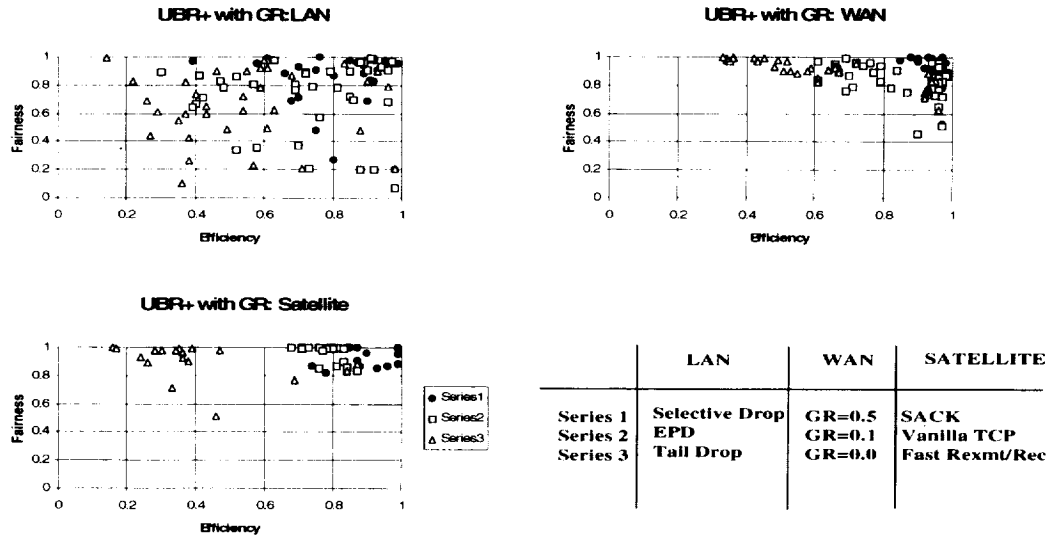 UBR+ with GR: LAN
1
0.8
0.6
0.4
0.2
0
Fairness
0 0.2 0.4 0.6 0.8 1
Efficiency
UBR+ with GR: WAN
1
0.8
0.6
0.4
0.2
0
Fairness
0 0.2 0.4 0.6 0.8 1
Efficiency
UBR+ with GR: Satellite
1
0.8
0.6
0.4
0.2
0
Fairness
0 0.2 0.4 0.6 0.8 1
Efficiency
Series1
Series2
Series3
LAN WAN SATELLITE
Series 1 Selective Drop GR=0.5 SACK
Series 2 EPD GR=0.1 Vanilla TCP
Series 3 Tail Drop GR=0.0 Fast Rexmt/Rec